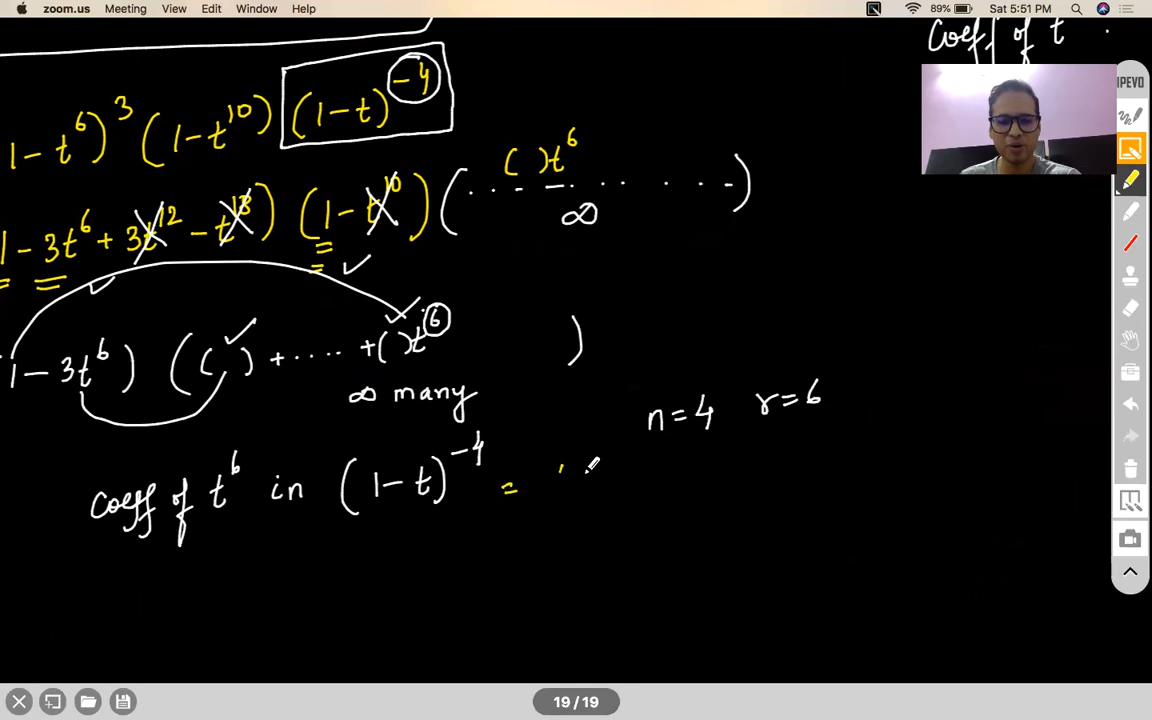 zoom.us Meeting View Edit Window Help 89% Sat 5:51 PM
Coeff of t
IPEVO
1 - t⁶)³ (1 - t¹⁰) (1 - t)⁻⁴
( )t⁶
1 - 3t⁶ + 3t¹² - t¹⁸) (1 - t¹⁰) (....... ∞ .......)
1 - 3t⁶) (( ) + .... + ( )t⁶ )
∞ many
n = 4 r = 6
coeff of t⁶ in (1 - t)⁻⁴ =
19 / 19